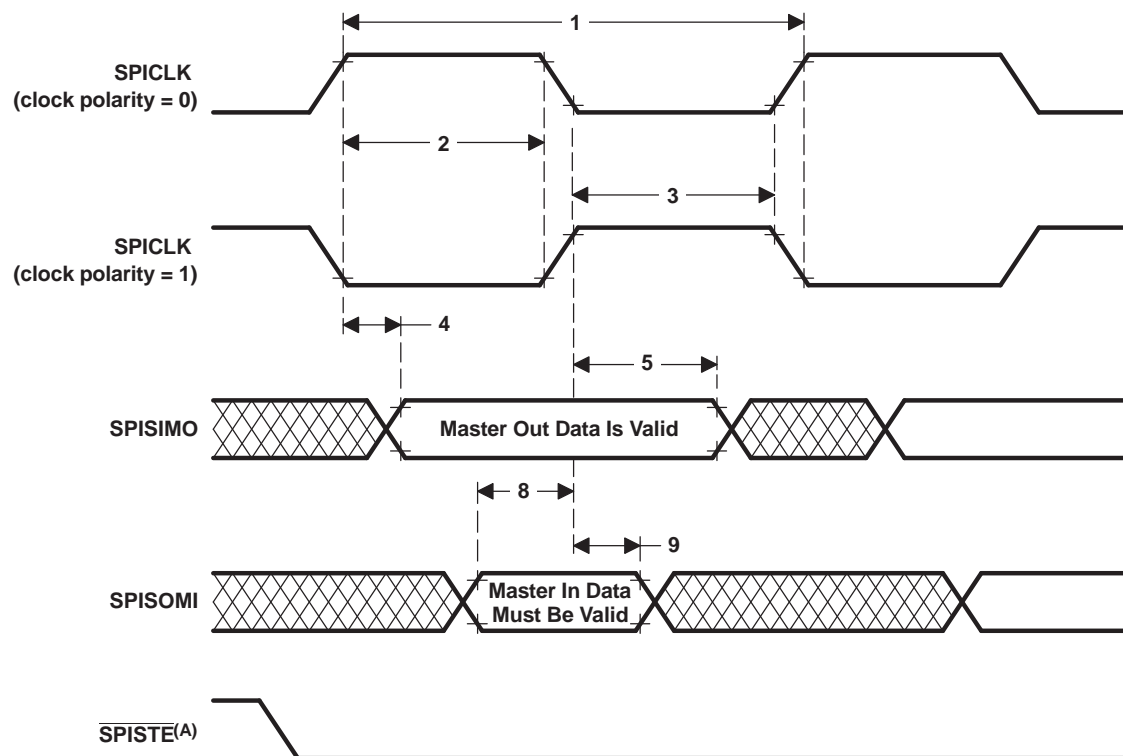 1
SPICLK
(clock polarity = 0)
2
3
SPICLK
(clock polarity = 1)
4
5
SPISIMO
Master Out Data Is Valid
8
9
SPISOMI
Master In Data
Must Be Valid
SPISTE(A)